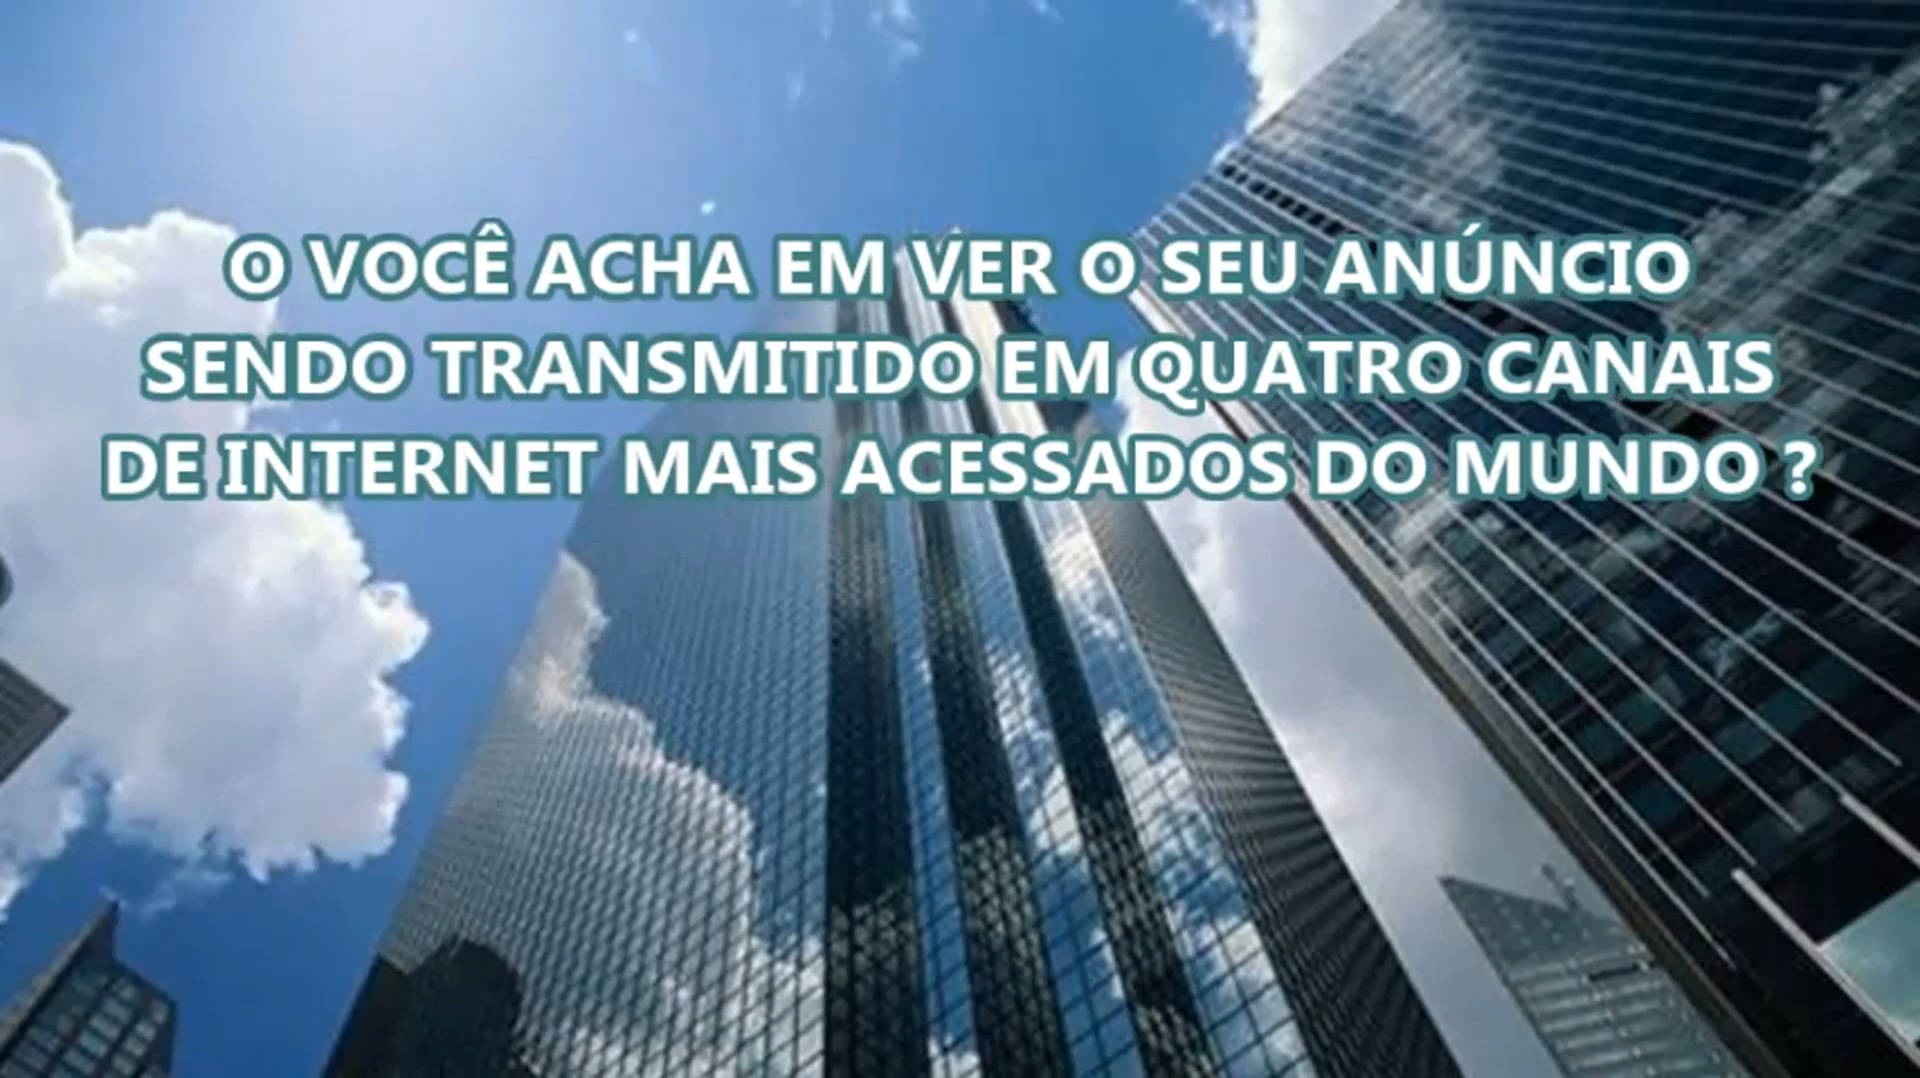 O VOCÊ ACHA EM VER O SEU ANÚNCIO
SENDO TRANSMITIDO EM QUATRO CANAIS
DE INTERNET MAIS ACESSADOS DO MUNDO ?